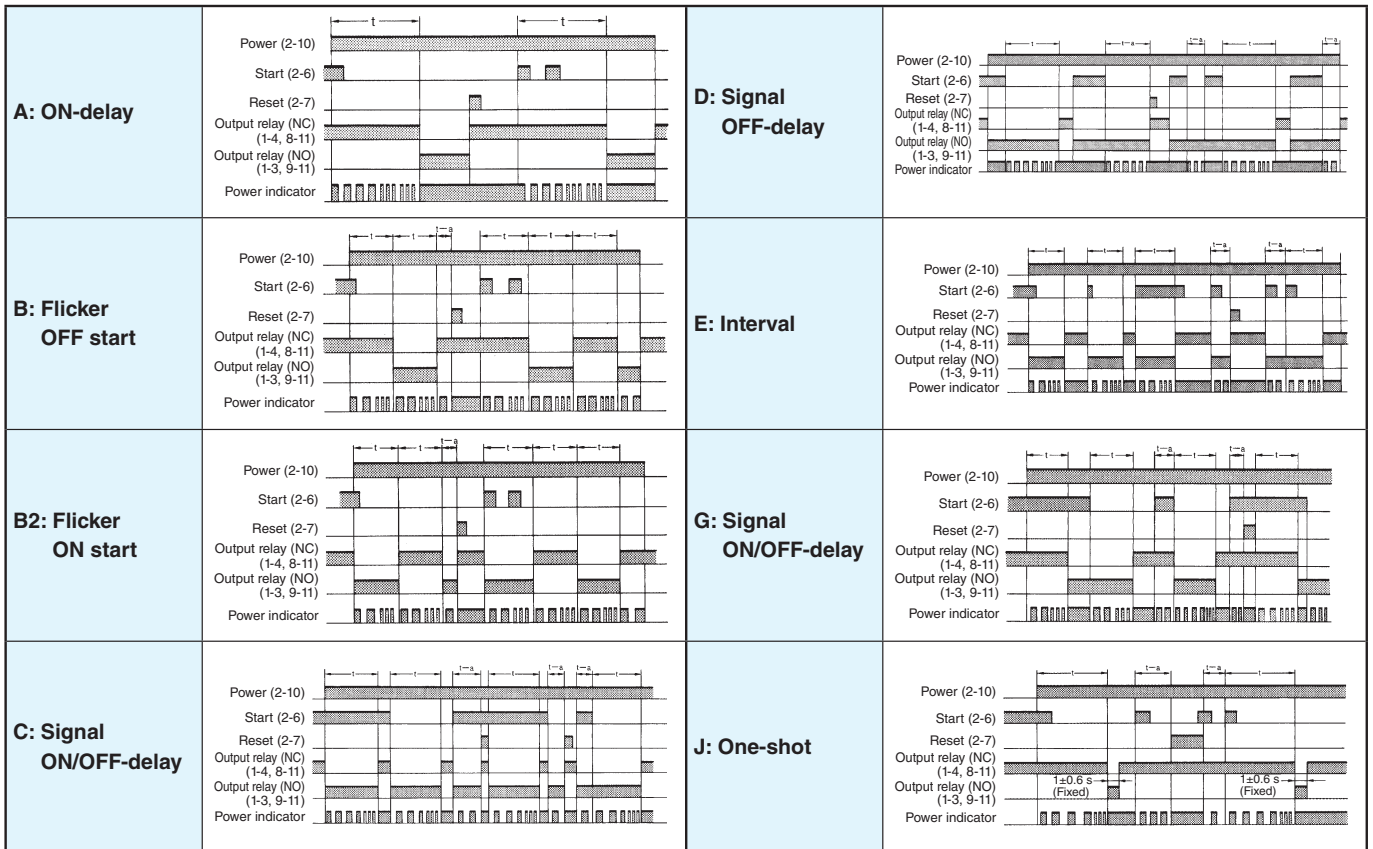 A: ON-delay
t
t
Power (2-10)
Start (2-6)
Reset (2-7)
Output relay (NC)
(1-4, 8-11)
Output relay (NO)
(1-3, 9-11)
Power indicator
D: Signal
OFF-delay
t
t-a
t-a
t
t-a
Power (2-10)
Start (2-6)
Reset (2-7)
Output relay (NC)
(1-4, 8-11)
Output relay (NO)
(1-3, 9-11)
Power indicator
B: Flicker
OFF start
t
t
t-a
t
t
t
Power (2-10)
Start (2-6)
Reset (2-7)
Output relay (NC)
(1-4, 8-11)
Output relay (NO)
(1-3, 9-11)
Power indicator
E: Interval
t
t
t
t-a
t-a
t
Power (2-10)
Start (2-6)
Reset (2-7)
Output relay (NC)
(1-4, 8-11)
Output relay (NO)
(1-3, 9-11)
Power indicator
B2: Flicker
ON start
t
t
t-a
t
t
t
Power (2-10)
Start (2-6)
Reset (2-7)
Output relay (NC)
(1-4, 8-11)
Output relay (NO)
(1-3, 9-11)
Power indicator
G: Signal
ON/OFF-delay
t
t
t-a
t
t-a
t
Power (2-10)
Start (2-6)
Reset (2-7)
Output relay (NC)
(1-4, 8-11)
Output relay (NO)
(1-3, 9-11)
Power indicator
C: Signal
ON/OFF-delay
t
t
t-a
t
t-a
t-a
t
Power (2-10)
Start (2-6)
Reset (2-7)
Output relay (NC)
(1-4, 8-11)
Output relay (NO)
(1-3, 9-11)
Power indicator
J: One-shot
t
t-a
t-a
t
Power (2-10)
Start (2-6)
Reset (2-7)
Output relay (NC)
(1-4, 8-11)
Output relay (NO)
(1-3, 9-11)
1±0.6 s
(Fixed)
1±0.6 s
(Fixed)
Power indicator